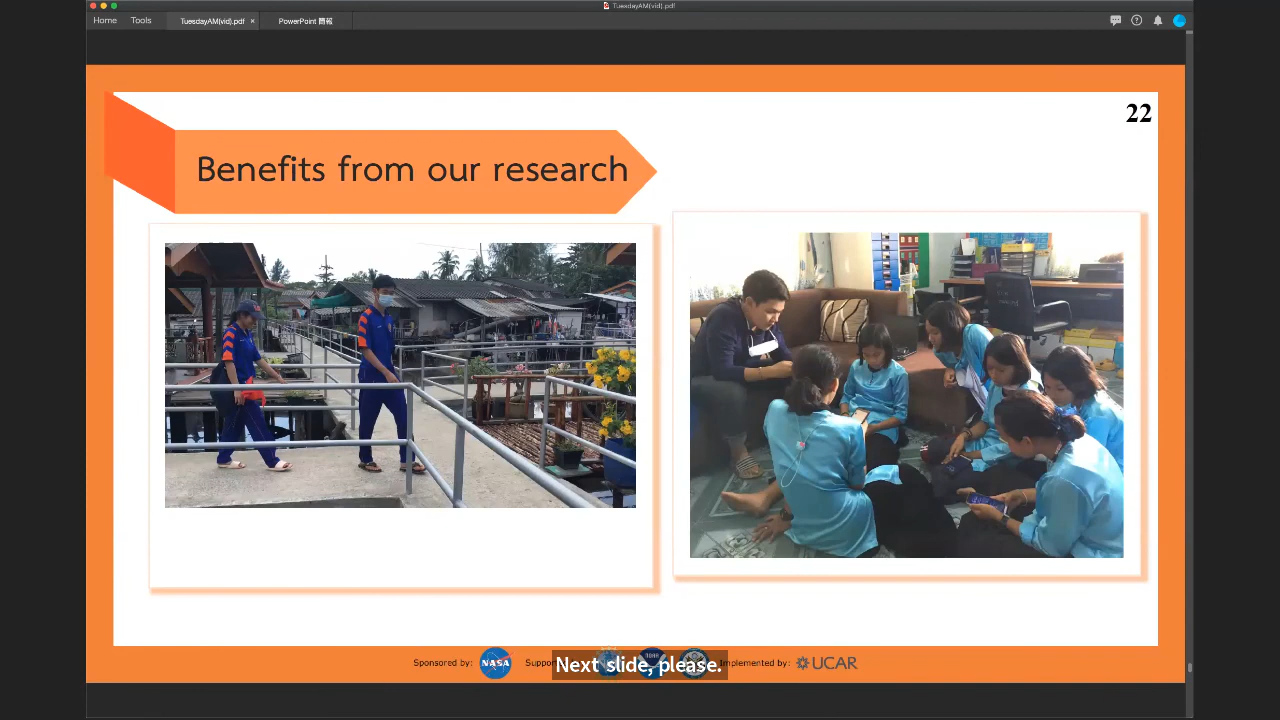 TuesdayAM(vid).pdf
Home
Tools
TuesdayAM(vid).pdf ×
PowerPoint 簡報
22
Benefits from our research
Sponsored by:
NASA
Next slide, please.
Implemented by:
UCAR